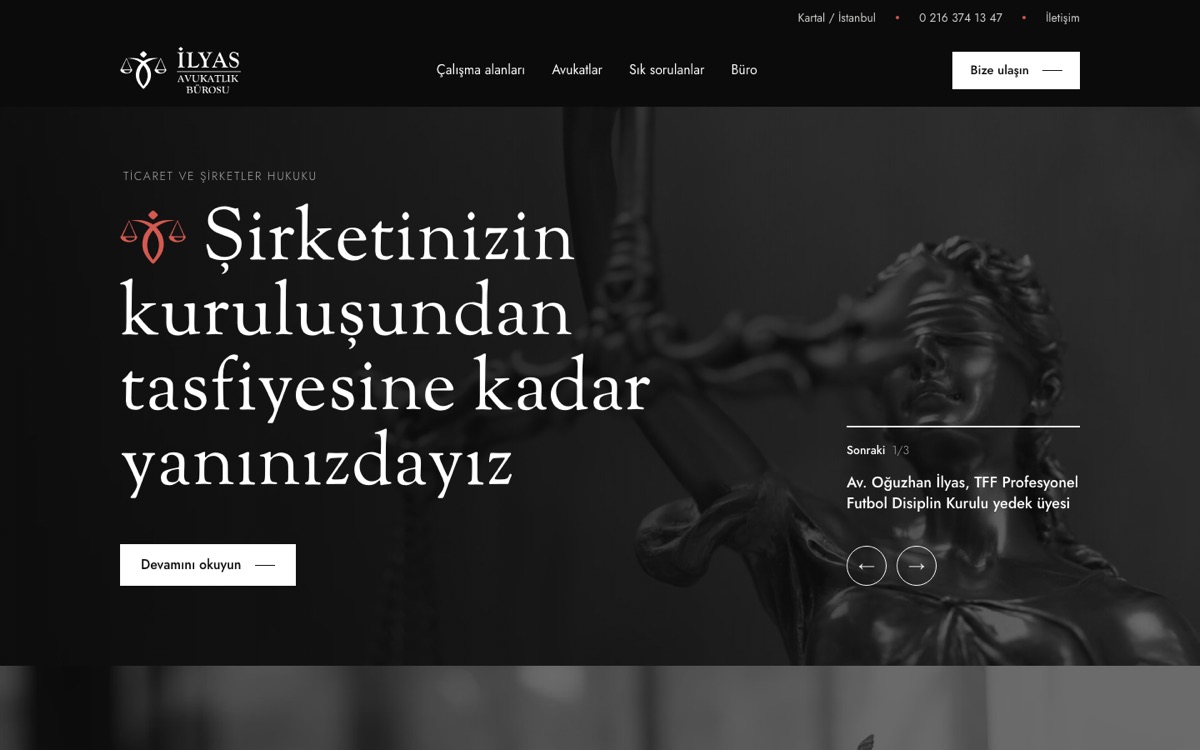 Kartal / İstanbul • 0 216 374 13 47 • İletişim
İLYAS
AVUKATLIK
BÜROSU
Çalışma alanları Avukatlar Sık sorulanlar Büro
Bize ulaşın
TİCARET VE ŞİRKETLER HUKUKU
Şirketinizin
kuruluşundan
tasfiyesine kadar
yanınızdayız
Devamını okuyun
Sonraki 1/3
Av. Oğuzhan İlyas, TFF Profesyonel
Futbol Disiplin Kurulu yedek üyesi